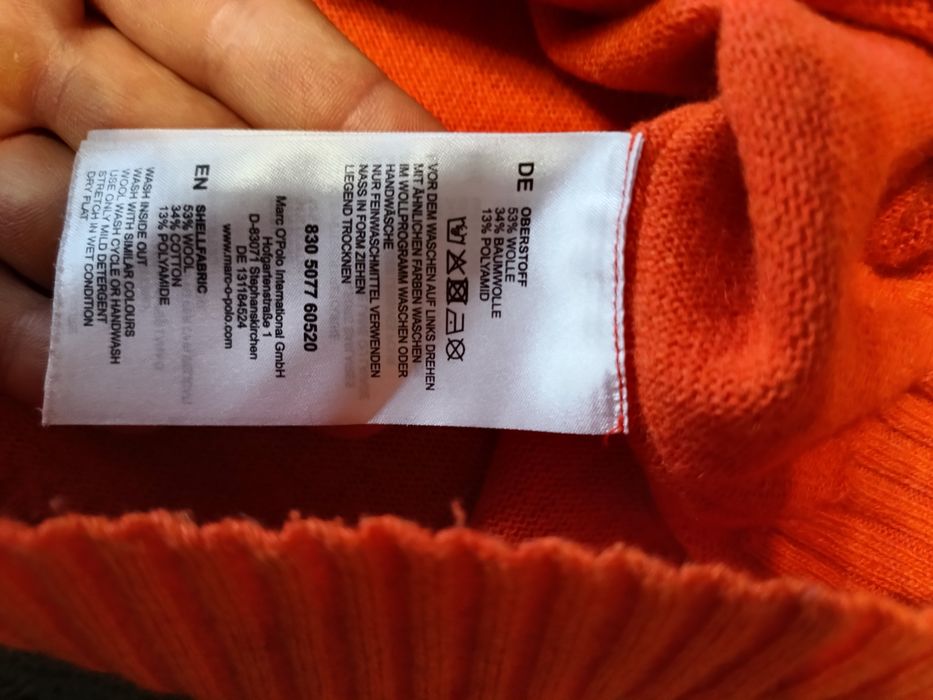 DE OBERSTOFF
53% WOLLE
34% BAUMWOLLE
13% POLYAMID
VOR DEM WASCHEN AUF LINKS DREHEN
MIT ÄHNLICHEN FARBEN WASCHEN
IM WOLLPROGRAMM WASCHEN ODER
HANDWÄSCHE
NUR FEINWASCHMITTEL VERWENDEN
NASS IN FORM ZIEHEN
LIEGEND TROCKNEN
830 5077 60520
Marc O'Polo International GmbH
Hofgartenstraße 1
D-83071 Stephanskirchen
DE 131184524
www.marc-o-polo.com
EN SHELLFABRIC
53% WOOL
34% COTTON
13% POLYAMIDE
WASH INSIDE OUT
WASH WITH SIMILAR COLOURS
WOOL WASH CYCLE OR HANDWASH
USE ONLY MILD DETERGENT
STRETCH IN WET CONDITION
DRY FLAT